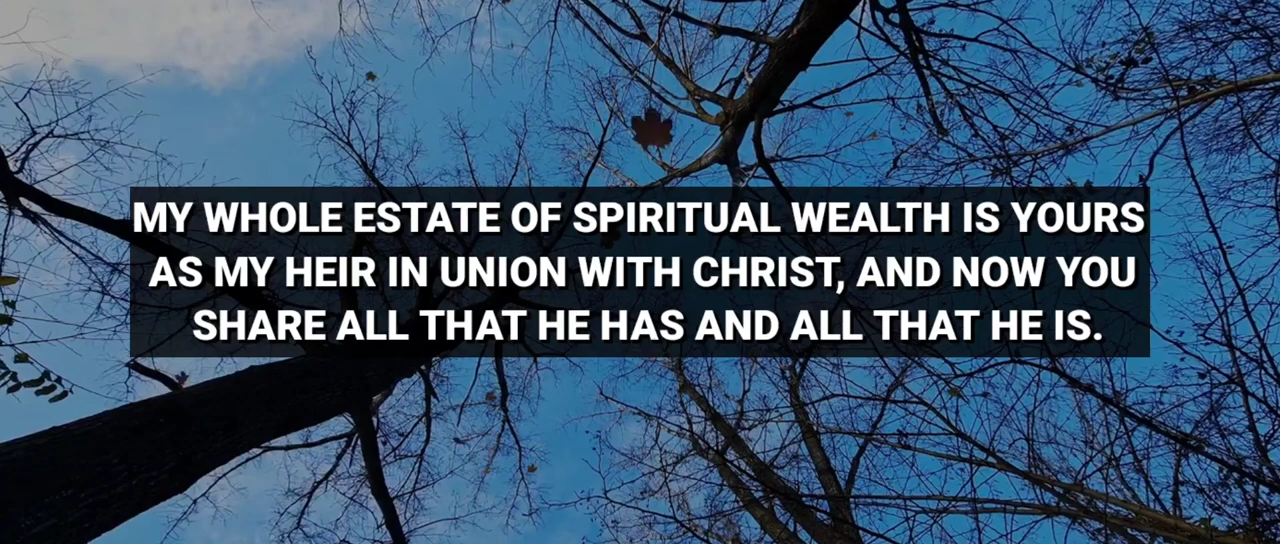 MY WHOLE ESTATE OF SPIRITUAL WEALTH IS YOURS
AS MY HEIR IN UNION WITH CHRIST, AND NOW YOU
SHARE ALL THAT HE HAS AND ALL THAT HE IS.